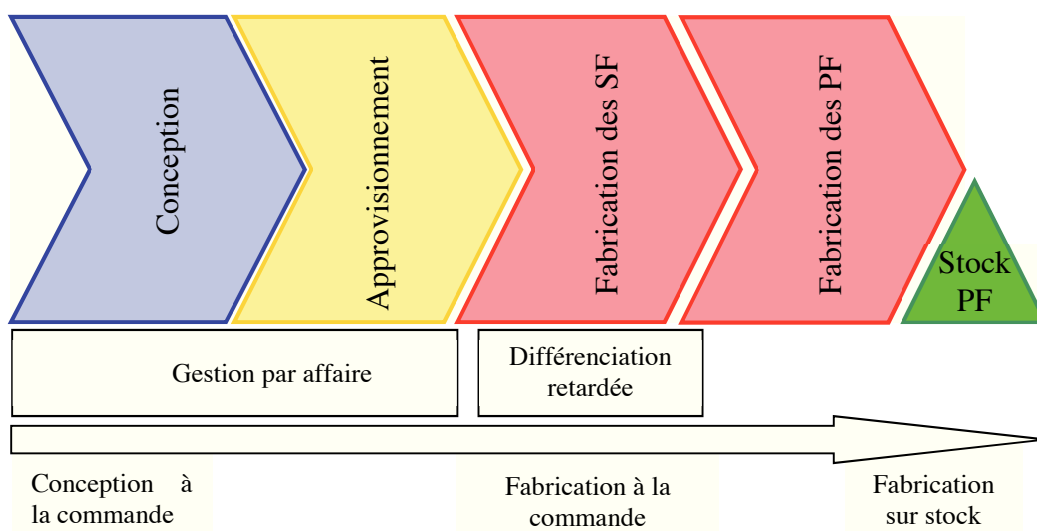 Conception
Approvisionnement
Fabrication des SF
Fabrication des PF
Stock
PF
Gestion par affaire
Différenciation
retardée
Conception à
la commande
Fabrication à la
commande
Fabrication
sur stock